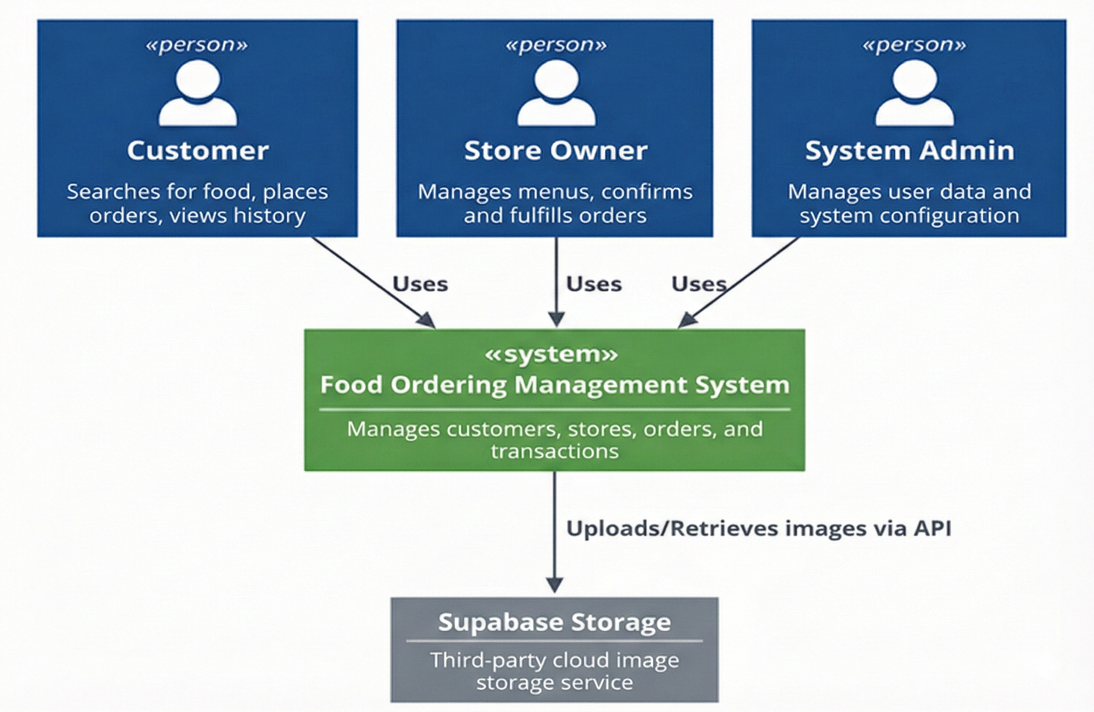 «person»
Customer
Searches for food, places
orders, views history
«person»
Store Owner
Manages menus, confirms
and fulfills orders
«person»
System Admin
Manages user data and
system configuration
Uses
Uses
Uses
«system»
Food Ordering Management System
Manages customers, stores, orders, and
transactions
Uploads/Retrieves images via API
Supabase Storage
Third-party cloud image
storage service